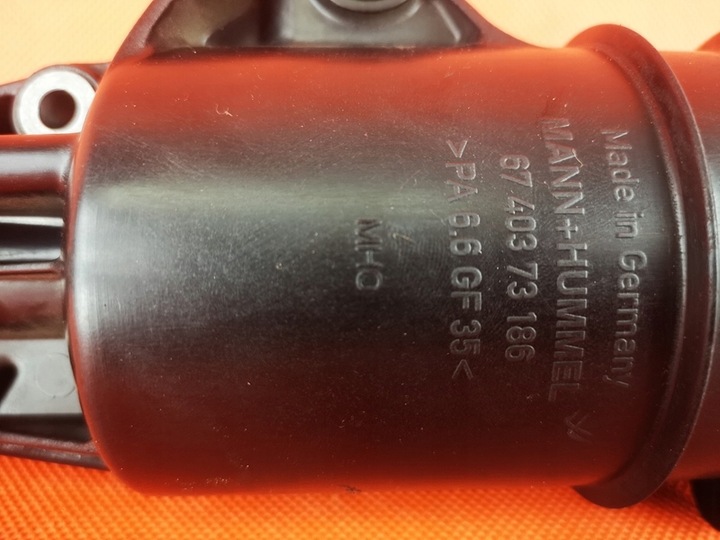 Made in Germany
MANN+HUMMEL
67 403 73 186
>PA 6.6 GF 35<
MHO